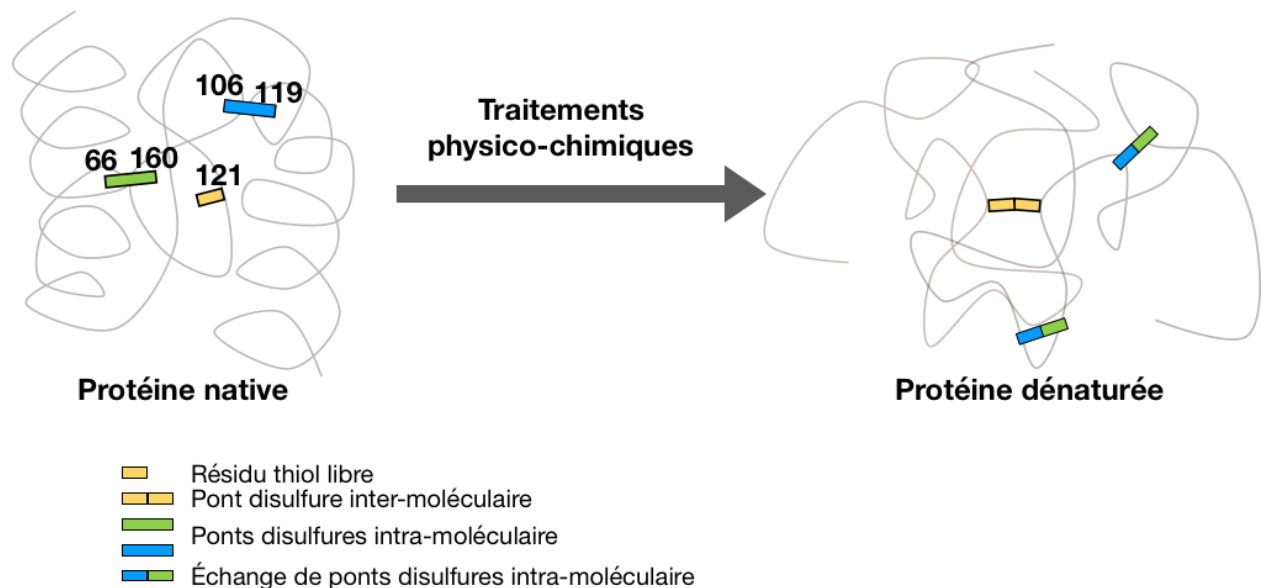 106
119
66 160
121
Traitements
physico-chimiques
Protéine native
Protéine dénaturée
Résidu thiol libre
Pont disulfure inter-moléculaire
Ponts disulfures intra-moléculaire
Échange de ponts disulfures intra-moléculaire